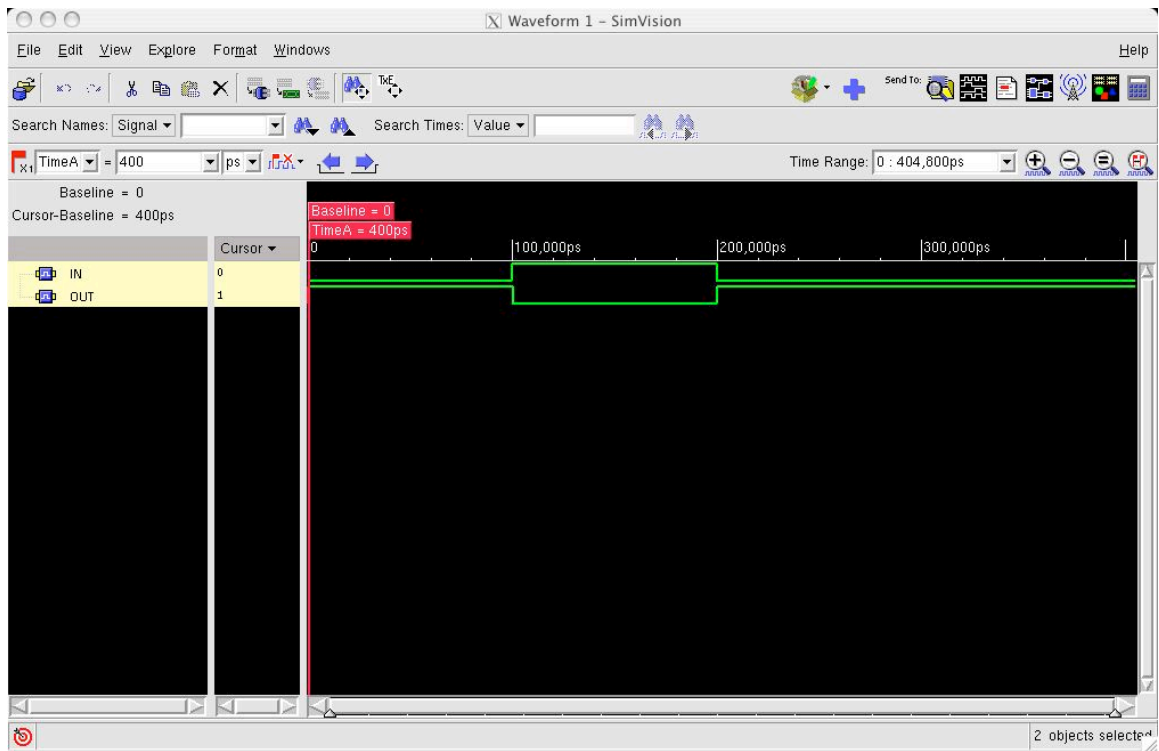 X Waveform 1 – SimVision
File Edit View Explore Format Windows Help
TXE Send To:
Search Names: Signal Search Times: Value
X1 TimeA = 400 ps Time Range: 0 : 404,800ps
Baseline = 0
Cursor-Baseline = 400ps
Baseline = 0
TimeA = 400ps
Cursor 0 100,000ps 200,000ps 300,000ps
IN 0
OUT 1
2 objects selected